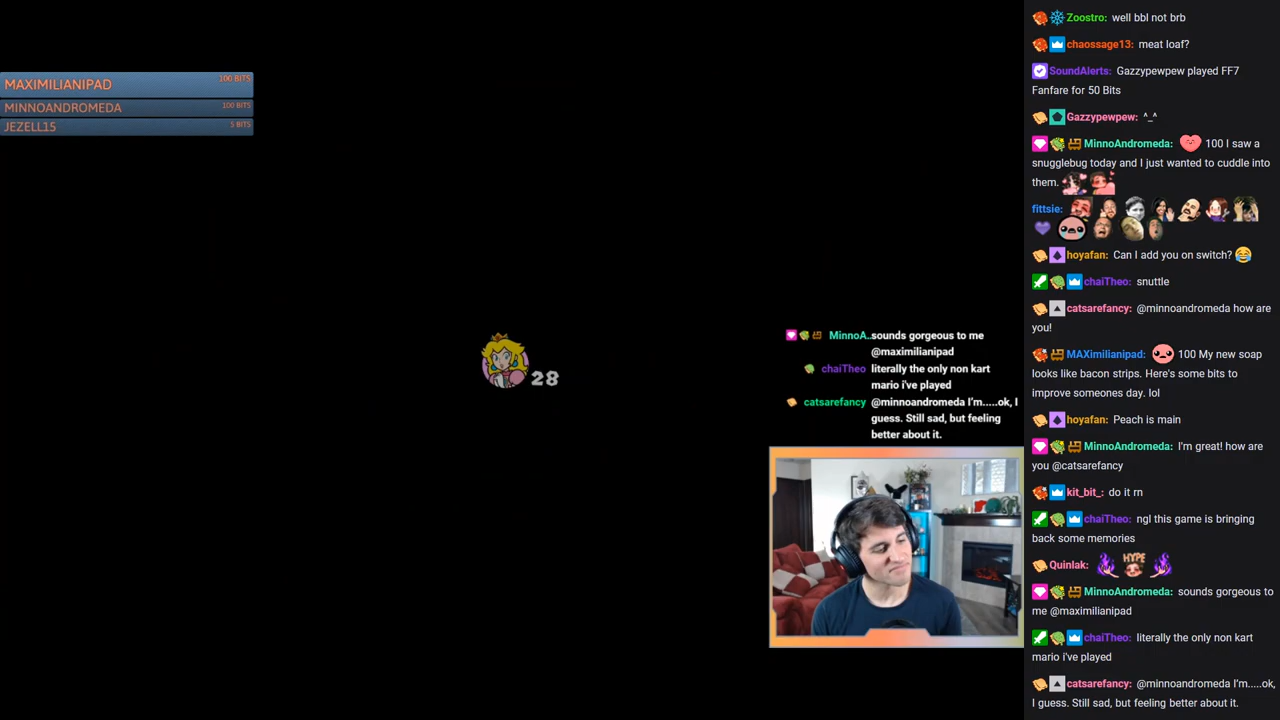 MAXIMILIANIPAD 100 BITS
MINNOANDROMEDA 100 BITS
JEZELL15 5 BITS
28
MinnoA.. sounds gorgeous to me
@maximilianipad
chaiTheo literally the only non kart
mario i've played
catsarefancy @minnoandromeda I'm.....ok, I
guess. Still sad, but feeling
better about it.
Zoostro: well bbl not brb
chaossage13: meat loaf?
SoundAlerts: Gazzypewpew played FF7
Fanfare for 50 Bits
Gazzypewpew: ^_^
MinnoAndromeda: 100 I saw a
snugglebug today and I just wanted to cuddle into
them.
fittsie:
hoyafan: Can I add you on switch?
chaiTheo: snuttle
catsarefancy: @minnoandromeda how are
you!
MAXimilianipad: 100 My new soap
looks like bacon strips. Here's some bits to
improve someones day. lol
hoyafan: Peach is main
MinnoAndromeda: I'm great! how are
you @catsarefancy
kit_bit_: do it rn
chaiTheo: ngl this game is bringing
back some memories
Quinlak: HYPE
MinnoAndromeda: sounds gorgeous to
me @maximilianipad
chaiTheo: literally the only non kart
mario i've played
catsarefancy: @minnoandromeda I'm.....ok,
I guess. Still sad, but feeling better about it.